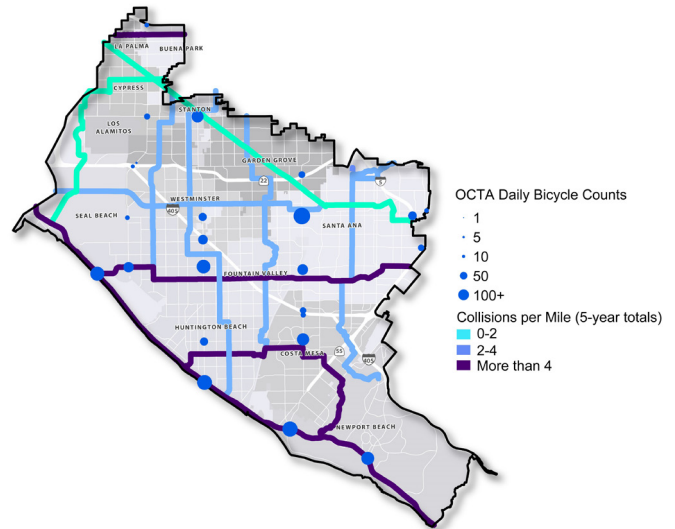 LA PALMA
BUENA PARK
CYPRESS
STANTON
LOS
ALAMITOS
GARDEN GROVE
22
5
WESTMINSTER
405
SEAL BEACH
SANTA ANA
FOUNTAIN VALLEY
HUNTINGTON BEACH
COSTA MESA
55
405
NEWPORT BEACH
OCTA Daily Bicycle Counts
1
5
10
50
100+
Collisions per Mile (5-year totals)
0-2
2-4
More than 4